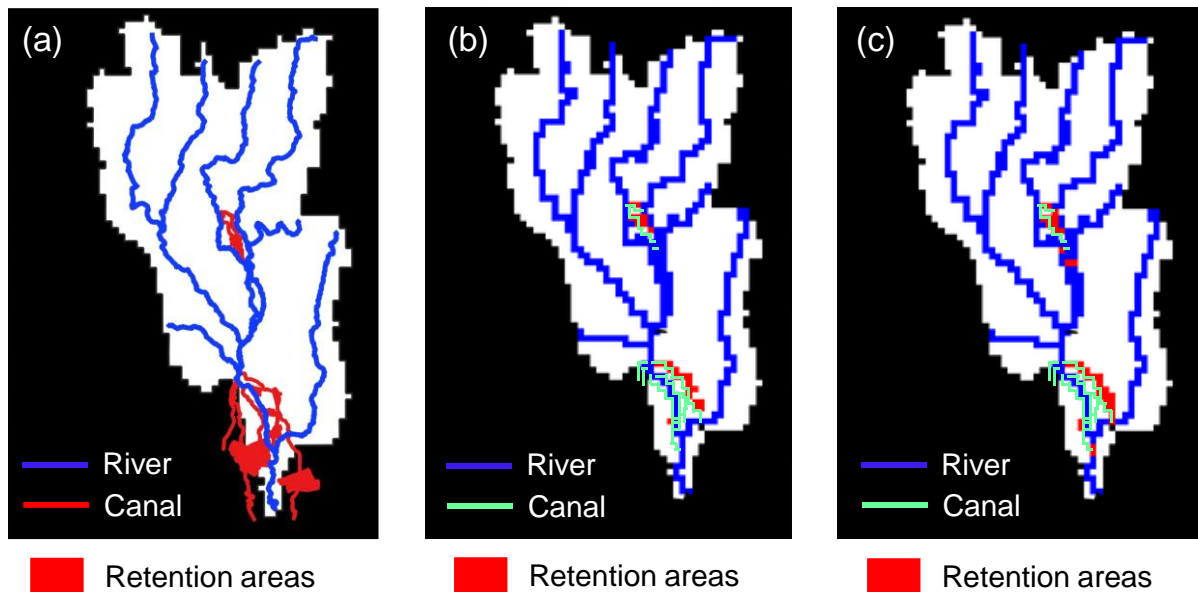 (a)
River
Canal
Retention areas
(b)
River
Canal
Retention areas
(c)
River
Canal
Retention areas